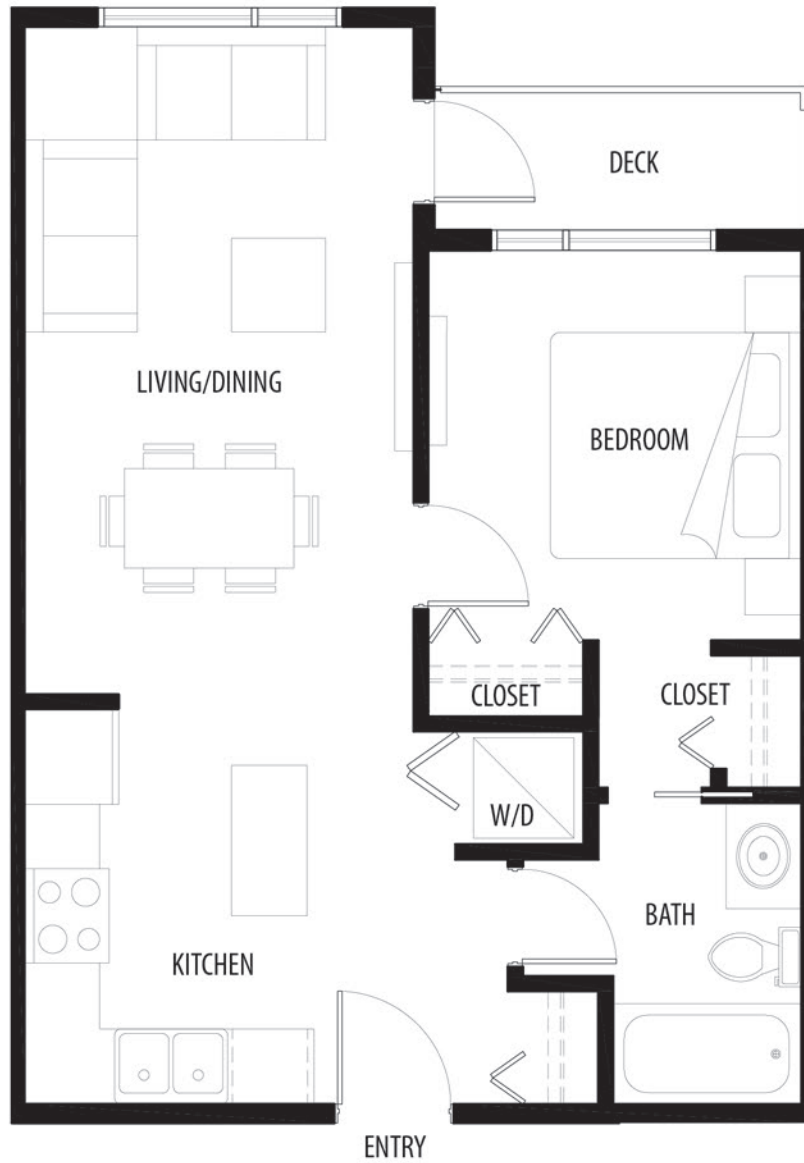 DECK
LIVING/DINING
BEDROOM
CLOSET
CLOSET
W/D
BATH
KITCHEN
ENTRY